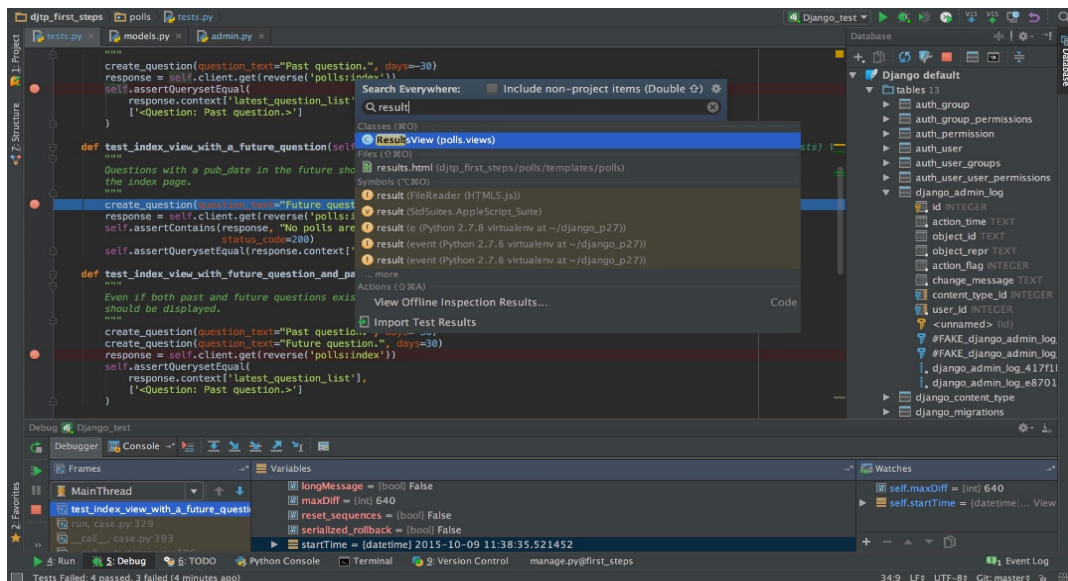 djtp_first_steps polls tests.py
Django_test
tests.py models.py admin.py
Database
1: Project
Z: Structure
2: Favorites
Database
"""
create_question(question_text="Past question.", days=-30)
response = self.client.get(reverse('polls:index'))
self.assertQuerysetEqual(
response.context['latest_question_list'
['<Question: Past question.>']
)
def test_index_view_with_a_future_question(self
"""
Questions with a pub_date in the future sho
the index page.
"""
create_question(question_text="Future quest
response = self.client.get(reverse('polls:i
self.assertContains(response, "No polls are
status_code=200)
self.assertQuerysetEqual(response.context['
def test_index_view_with_future_question_and_pa
"""
Even if both past and future questions exis
should be displayed.
"""
create_question(question_text="Past question.", days=-30)
create_question(question_text="Future question.", days=30)
response = self.client.get(reverse('polls:index'))
self.assertQuerysetEqual(
response.context['latest_question_list'],
['<Question: Past question.>']
)
Search Everywhere: Include non-project items (Double ⇧)
result
Classes (⌘O)
ResultsView (polls.views)
Files (⇧⌘O)
results.html (djtp_first_steps/polls/templates/polls)
Symbols (⌥⌘O)
result (FileReader (HTML5.js))
result (StdSuites.AppleScript_Suite)
result (e (Python 2.7.8 virtualenv at ~/django_p27))
result (event (Python 2.7.8 virtualenv at ~/django_p27))
result (event (Python 2.7.8 virtualenv at ~/django_p27))
... more
Actions (⇧⌘A)
View Offline Inspection Results... Code
Import Test Results
Django default
tables 13
auth_group
auth_group_permissions
auth_permission
auth_user
auth_user_groups
auth_user_user_permissions
django_admin_log
id INTEGER
action_time TEXT
object_id TEXT
object_repr TEXT
action_flag INTEGER
change_message TEXT
content_type_id INTEGER
user_id INTEGER
<unnamed> (id)
#FAKE_django_admin_log_
#FAKE_django_admin_log_
django_admin_log_417f1
django_admin_log_e8701
django_content_type
django_migrations
Debug Django_test
Debugger Console
Frames
MainThread
test_index_view_with_a_future_questi
run, case.py:329
__call__, case.py:393
Variables
longMessage = {bool} False
maxDiff = {int} 640
reset_sequences = {bool} False
serialized_rollback = {bool} False
startTime = {datetime} 2015-10-09 11:38:35.521452
Watches
self.maxDiff = {int} 640
self.startTime = {datetime}... View
4: Run 5: Debug 6: TODO Python Console Terminal 9: Version Control manage.py@first_steps Event Log
Tests Failed: 4 passed, 3 failed (4 minutes ago) 34:9 LF÷ UTF-8÷ Git: master÷